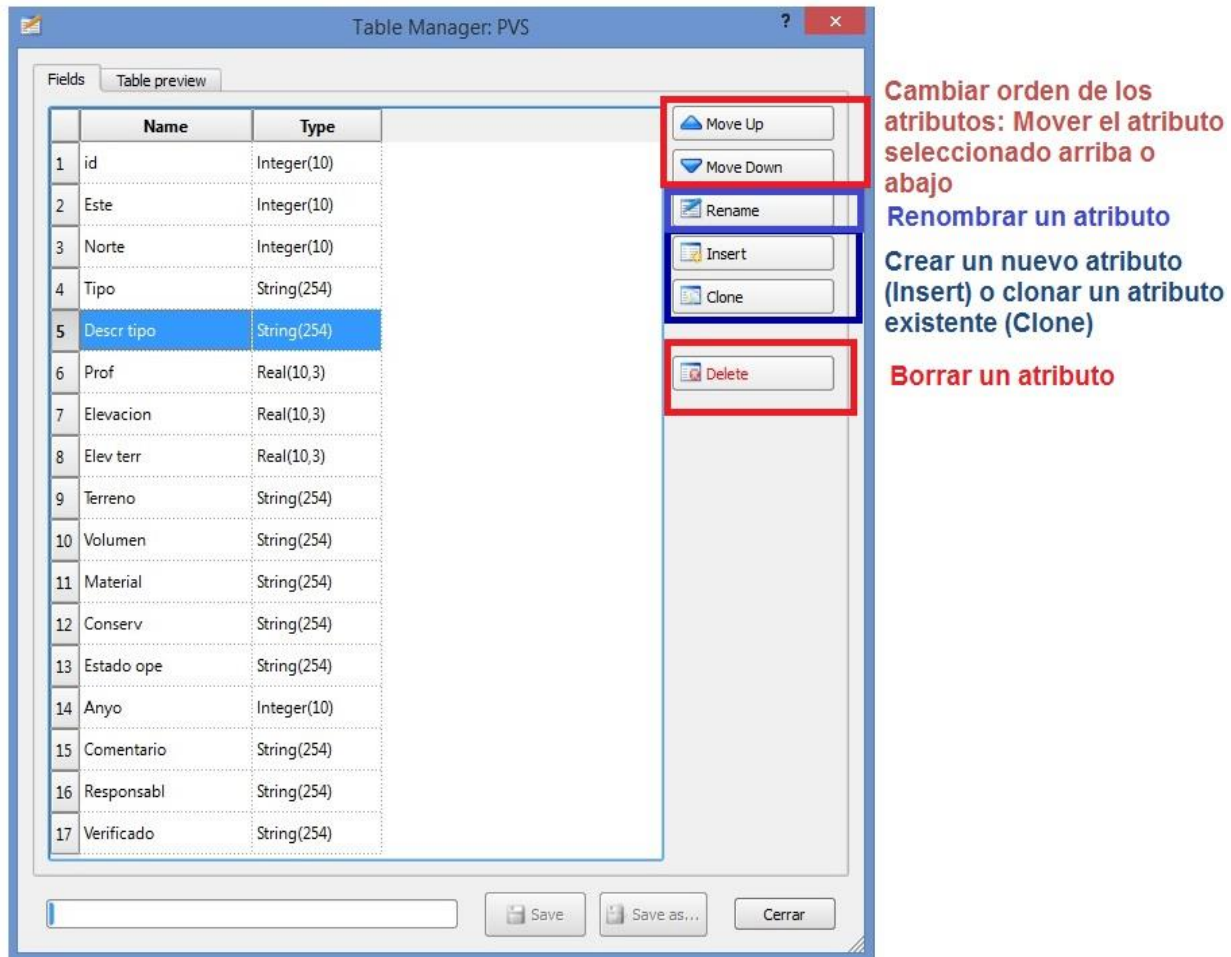 Table Manager: PVS
?
×
Fields
Table preview
Name Type
1 id Integer(10)
2 Este Integer(10)
3 Norte Integer(10)
4 Tipo String(254)
5 Descr tipo String(254)
6 Prof Real(10,3)
7 Elevacion Real(10,3)
8 Elev terr Real(10,3)
9 Terreno String(254)
10 Volumen String(254)
11 Material String(254)
12 Conserv String(254)
13 Estado ope String(254)
14 Anyo Integer(10)
15 Comentario String(254)
16 Responsabl String(254)
17 Verificado String(254)
Move Up
Move Down
Rename
Insert
Clone
Delete
Save
Save as...
Cerrar
Cambiar orden de los
atributos: Mover el atributo
seleccionado arriba o
abajo
Renombrar un atributo
Crear un nuevo atributo
(Insert) o clonar un atributo
existente (Clone)
Borrar un atributo